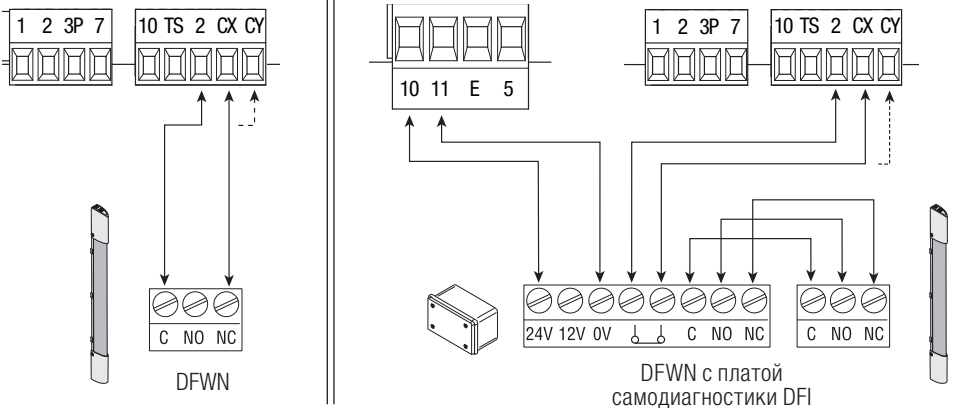 1 2 3P 7
10 TS 2 CX CY
C NO NC
DFWN
10 11 E 5
1 2 3P 7
10 TS 2 CX CY
24V 12V 0V C NO NC
C NO NC
DFWN с платой
самодиагностики DFI